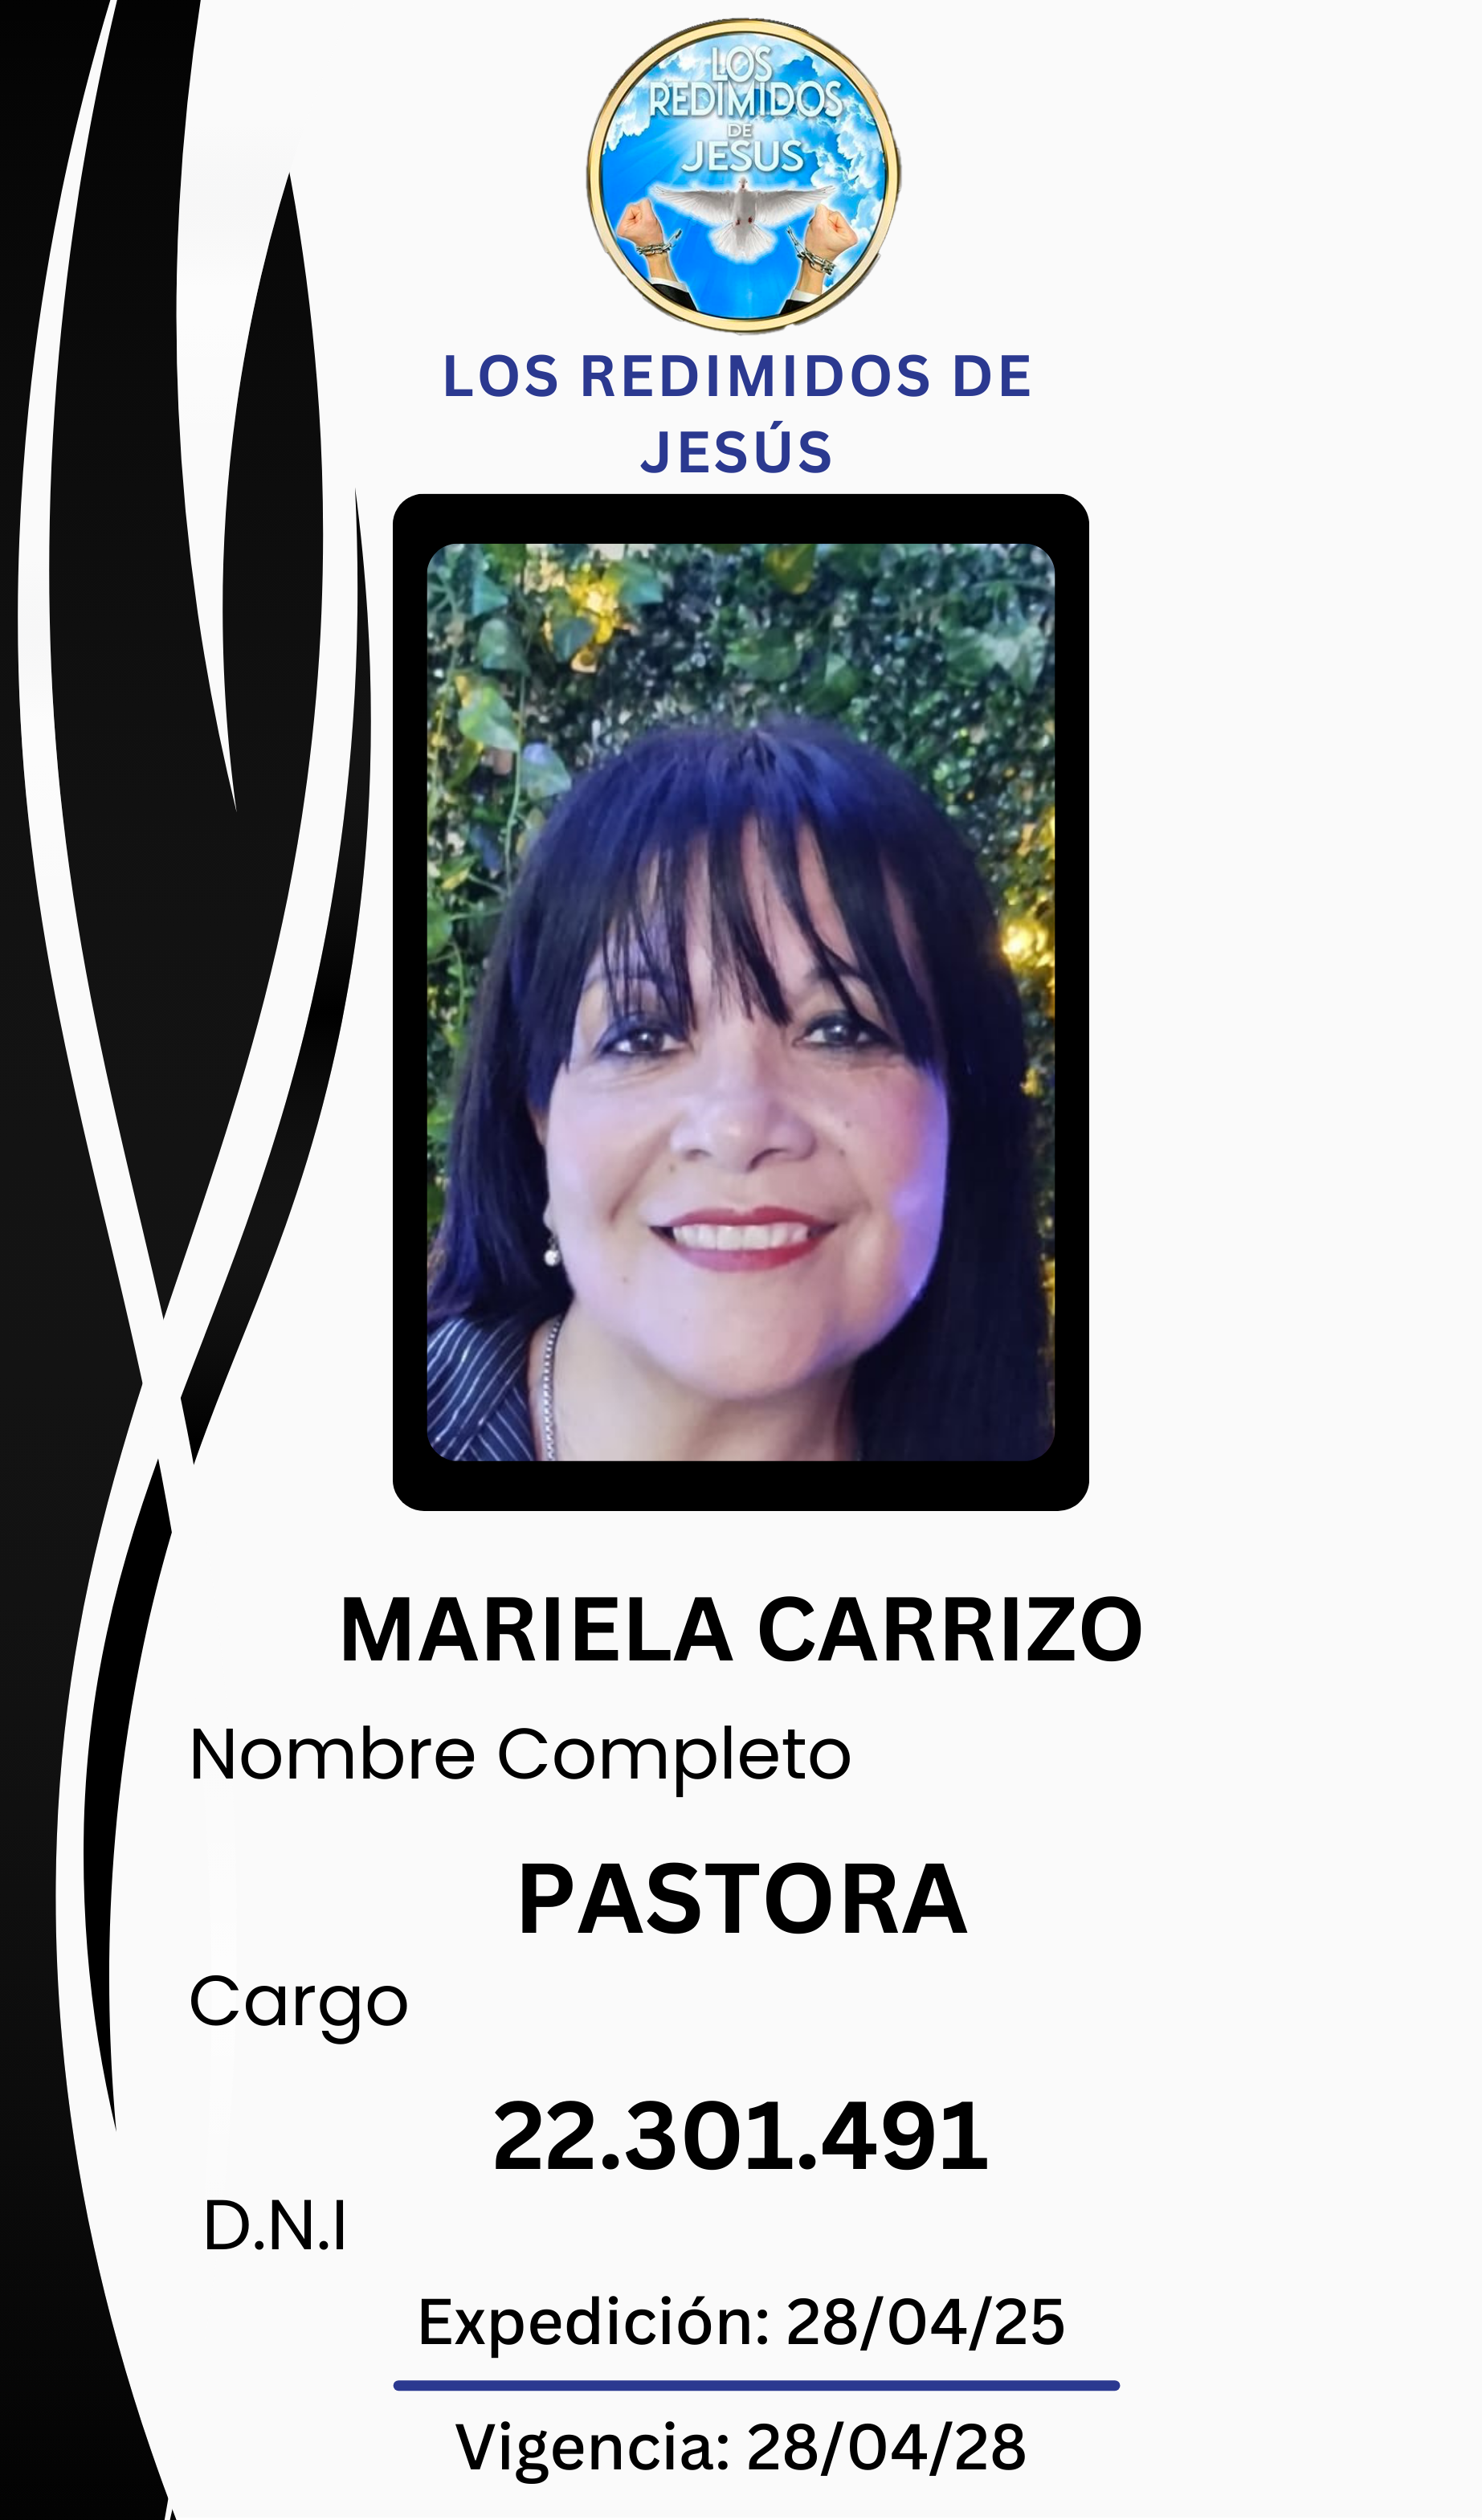 LOS
REDIMIDOS
DE
JESUS
LOS REDIMIDOS DE
JESÚS
MARIELA CARRIZO
Nombre Completo
PASTORA
Cargo
22.301.491
D.N.I
Expedición: 28/04/25
Vigencia: 28/04/28